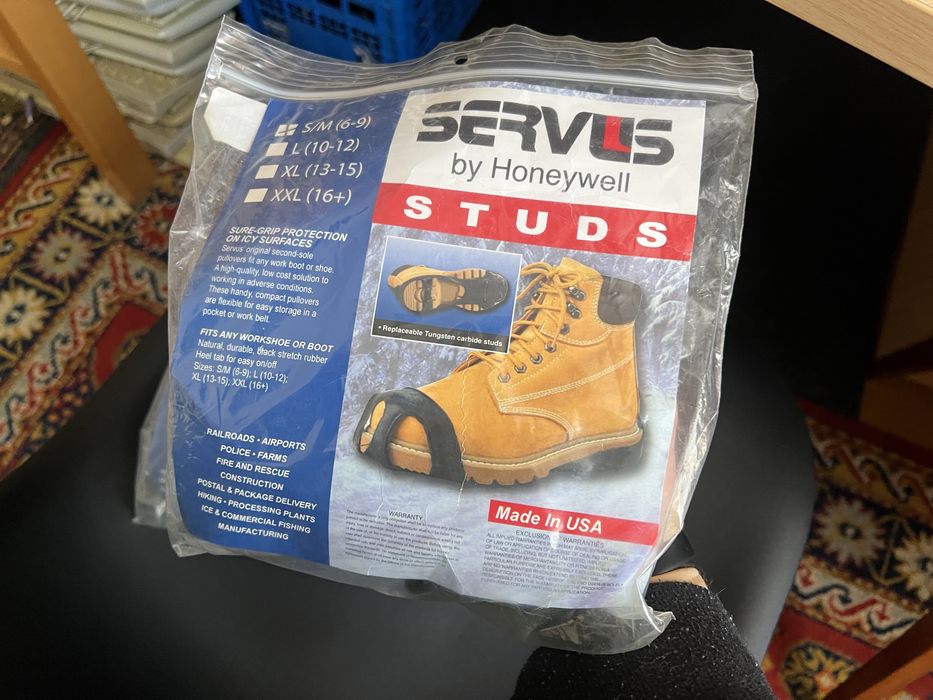 S/M (6-9)
L (10-12)
XL (13-15)
XXL (16+)
SERVUS
by Honeywell
STUDS
SURE-GRIP PROTECTION
ON ICY SURFACES
Servus' original second-sole
pullovers fit any work boot or shoe.
A high-quality, low cost solution to
working in adverse conditions.
These handy, compact pullovers
are flexible for easy storage in a
pocket or work belt.
FITS ANY WORKSHOE OR BOOT
Natural, durable, black stretch rubber
Heel tab for easy on/off
Sizes: S/M (6-9); L (10-12);
XL (13-15); XXL (16+)
RAILROADS • AIRPORTS
POLICE • FARMS
FIRE AND RESCUE
CONSTRUCTION
POSTAL & PACKAGE DELIVERY
HIKING • PROCESSING PLANTS
ICE & COMMERCIAL FISHING
MANUFACTURING
• Replaceable Tungsten carbide studs
Made In USA
WARRANTY
EXCLUSION OF WARRANTIES